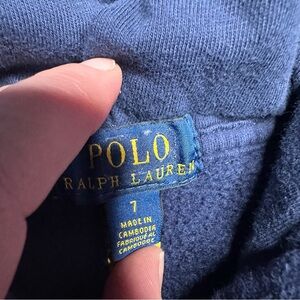 POLO
RALPH LAUREN
7
MADE IN
CAMBODIA
FABRIQUÉ AU
CAMBODGE